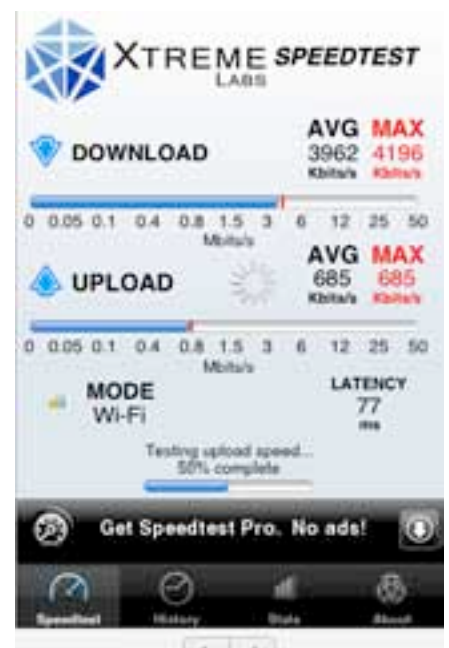 XTREME SPEEDTEST
LABS
DOWNLOAD
AVG MAX
3962 4196
Kbits/s Kbits/s
0 0.05 0.1 0.4 0.8 1.5 3 6 12 25 50
Mbits/s
UPLOAD
AVG MAX
685 685
Kbits/s Kbits/s
0 0.05 0.1 0.4 0.8 1.5 3 6 12 25 50
Mbits/s
MODE
Wi-Fi
LATENCY
77
ms
Testing upload speed...
50% complete
Get Speedtest Pro. No ads!
Speedtest History Stats About